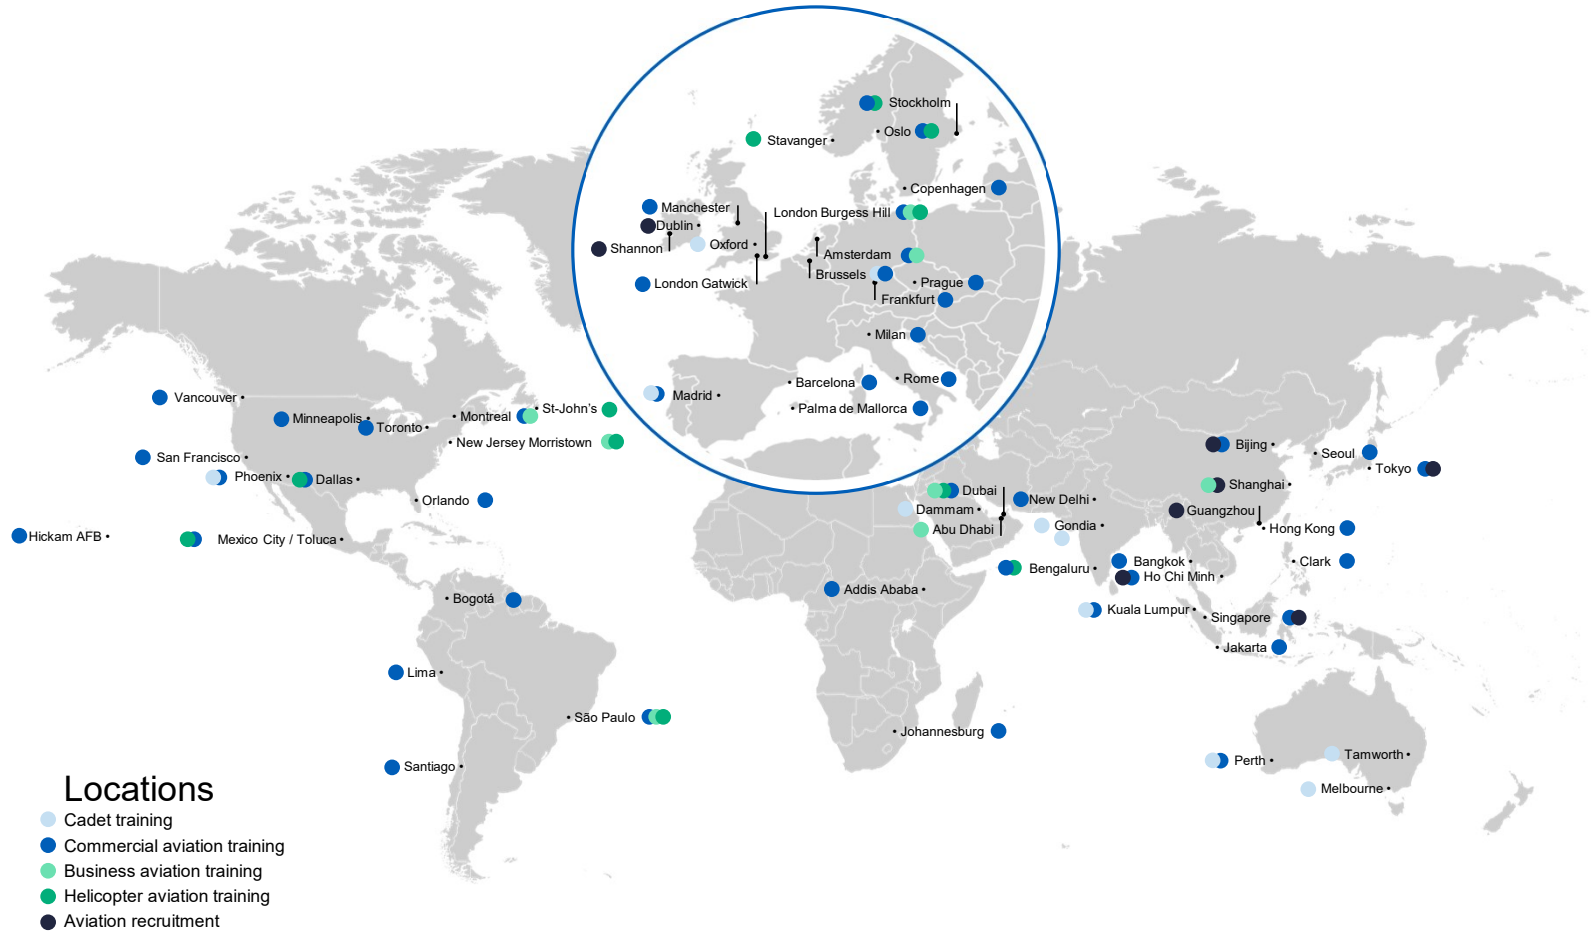 Stockholm
Oslo
Stavanger
Copenhagen
Manchester
London Burgess Hill
Dublin
Oxford
Shannon
Amsterdam
Brussels
London Gatwick
Prague
Frankfurt
Milan
Rome
Barcelona
Madrid
Palma de Mallorca
Vancouver
Minneapolis
Toronto
Montreal
St-John’s
New Jersey Morristown
San Francisco
Phoenix
Dallas
Orlando
Hickam AFB
Mexico City / Toluca
Bogotá
Lima
São Paulo
Santiago
Bijing
Seoul
Tokyo
Shanghai
Dubai
New Delhi
Dammam
Guangzhou
Abu Dhabi
Gondia
Hong Kong
Bengaluru
Bangkok
Clark
Ho Chi Minh
Addis Ababa
Kuala Lumpur
Singapore
Jakarta
Johannesburg
Perth
Tamworth
Melbourne
Locations
Cadet training
Commercial aviation training
Business aviation training
Helicopter aviation training
Aviation recruitment